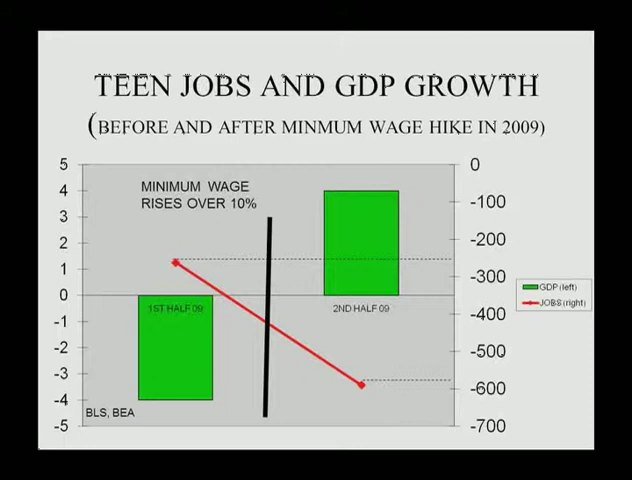 TEEN JOBS AND GDP GROWTH
(BEFORE AND AFTER MINMUM WAGE HIKE IN 2009)
5
4
3
2
1
0
-1
-2
-3
-4
-5
MINIMUM WAGE
RISES OVER 10%
1ST HALF 09
2ND HALF 09
BLS, BEA
0
-100
-200
-300
-400
-500
-600
-700
GDP (left)
JOBS (right)